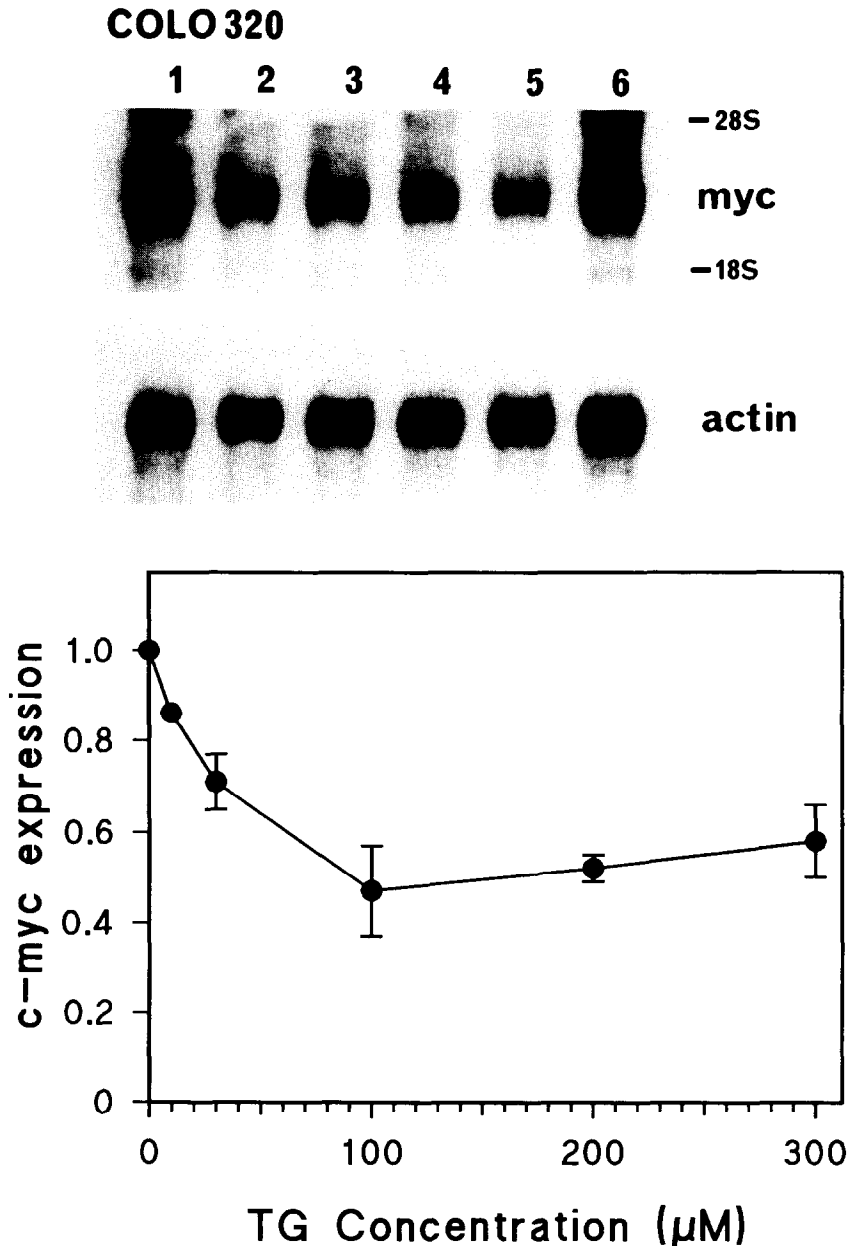 COLO 320
1 2 3 4 5 6
–28S
myc
–18S
actin
c–myc expression
1.0
0.8
0.6
0.4
0.2
0
0 100 200 300
TG Concentration (μM)